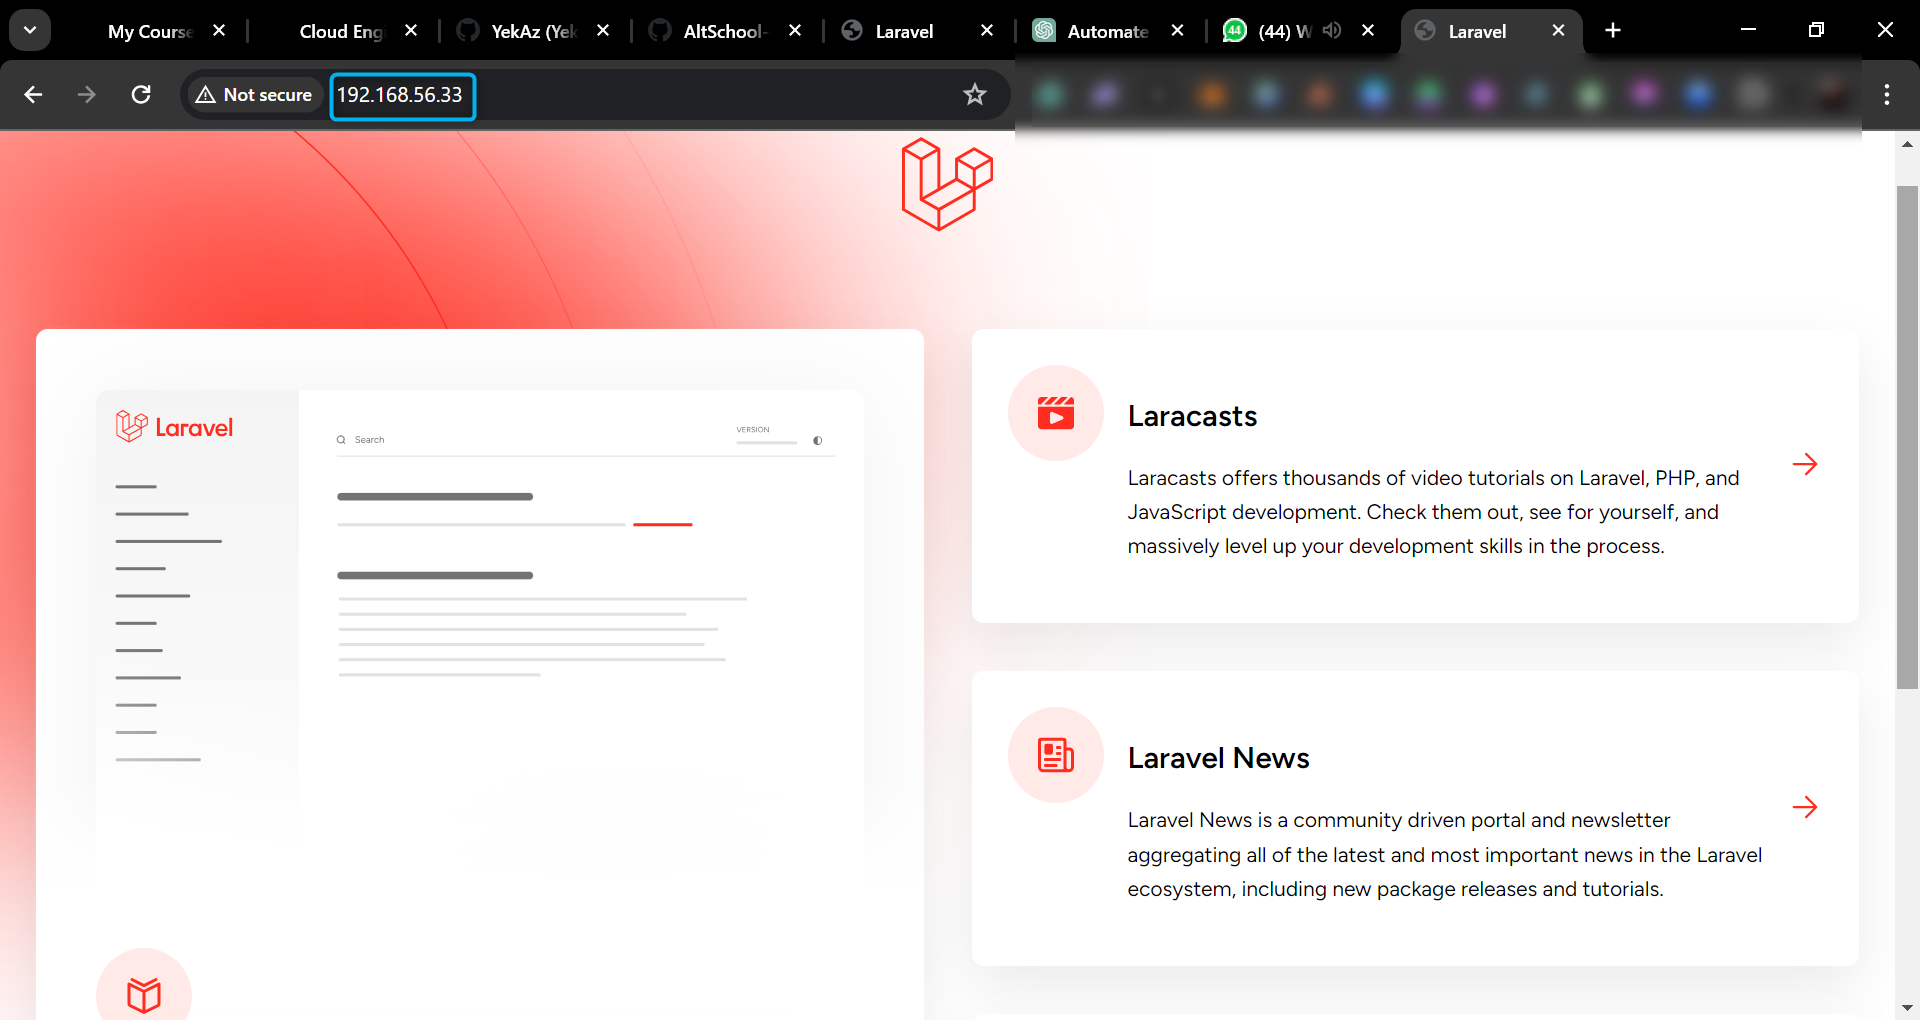 My Course
Cloud Eng
YekAz (Yek
AltSchool-
Laravel
Automate
44
(44) W
Laravel
Not secure
192.168.56.33
Laravel
Search
VERSION
Laracasts
Laracasts offers thousands of video tutorials on Laravel, PHP, and
JavaScript development. Check them out, see for yourself, and
massively level up your development skills in the process.
Laravel News
Laravel News is a community driven portal and newsletter
aggregating all of the latest and most important news in the Laravel
ecosystem, including new package releases and tutorials.